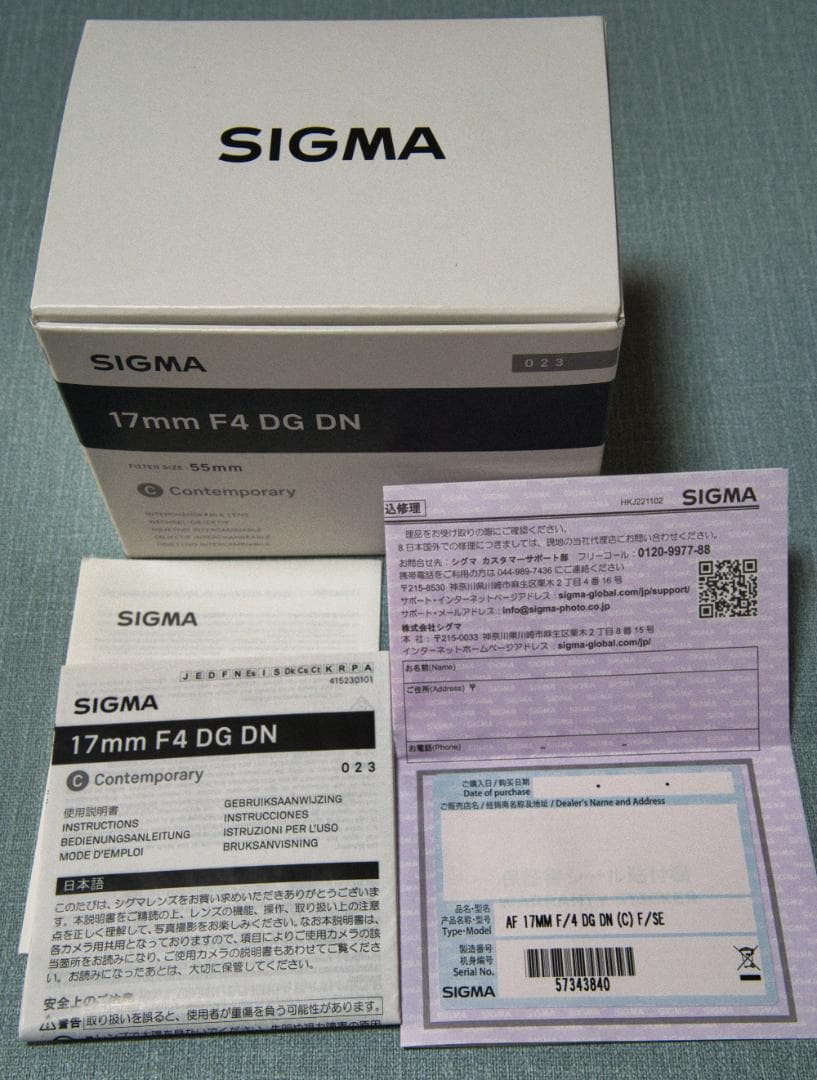 SIGMA
SIGMA
023
17mm F4 DG DN
FILTER SIZE : 55mm
C Contemporary
INTERCHANGEABLE LENS
WECHSEL-OBJEKTIV
OBJECTIF INTERCHANGEABLE
SIGMA
J E D F N Es I S Dk Cs Ct K R P A
415230101
SIGMA
17mm F4 DG DN
C Contemporary
023
使用説明書
INSTRUCTIONS
BEDIENUNGSANLEITUNG
MODE D'EMPLOI
GEBRUIKSAANWIJZING
INSTRUCCIONES
ISTRUZIONI PER L'USO
BRUKSANVISNING
日本語
このたびは、シグマレンズをお買い求めいただきありがとうございま
す。本説明書をご精読の上、レンズの機能、操作、取り扱い上の注意
点を正しく理解して、写真撮影をお楽しみください。なお本説明書は、
各カメラ用共用となっておりますので、項目によりご使用カメラの該
当箇所をお読みになり、ご使用カメラの説明書もあわせてご覧くださ
い。お読みになったあとは、大切に保管してください。
安全上のご注意
警告 取り扱いを誤ると、使用者が重傷を負う可能性があります。
込修理
HKJ221102
SIGMA
理品をお受け取りの際にご確認ください。
8.日本国外での修理につきましては、現地の当社代理店にお問い合わせください。
お問合せ先：シグマ カスタマーサポート部 フリーコール：0120-9977-88
携帯電話をご利用の方は 044-989-7436 にご連絡ください
〒215-8530 神奈川県川崎市麻生区栗木2丁目4番16号
サポート・インターネットページアドレス：sigma-global.com/jp/support/
サポート・メールアドレス：info@sigma-photo.co.jp
株式会社シグマ
本 社：〒215-0033 神奈川県川崎市麻生区栗木2丁目8番15号
インターネットホームページアドレス：sigma-global.com/jp/
お名前(Name)
ご住所(Address) 〒
お電話(Phone) – –
ご購入日 / 购买日期
Date of purchase
ご販売店名 / 经销商名称及地址 / Dealer's Name and Address
品名・型名
产品名称・型号
Type・Model
AF 17MM F/4 DG DN (C) F/SE
製造番号
机身编号
Serial No.
57343840
SIGMA